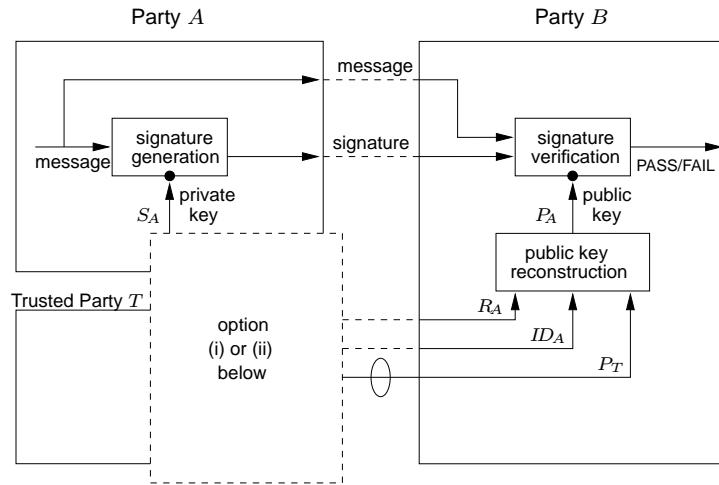 Party A
Party B
message
signature
generation
message
signature
signature
verification
PASS/FAIL
S_A
private
key
P_A
public
key
public key
reconstruction
Trusted Party T
option
(i) or (ii)
below
R_A
ID_A
P_T